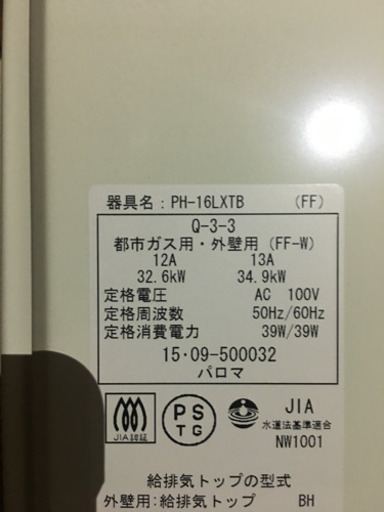 器具名：PH-16LXTB （FF）
Q-3-3
都市ガス用・外壁用（FF-W）
12A 13A
32.6kW 34.9kW
定格電圧 AC 100V
定格周波数 50Hz/60Hz
定格消費電力 39W/39W
15・09-500032
パロマ
JIA認証
PS
TG
JIA
水道法基準適合
NW1001
給排気トップの型式
外壁用：給排気トップ BH